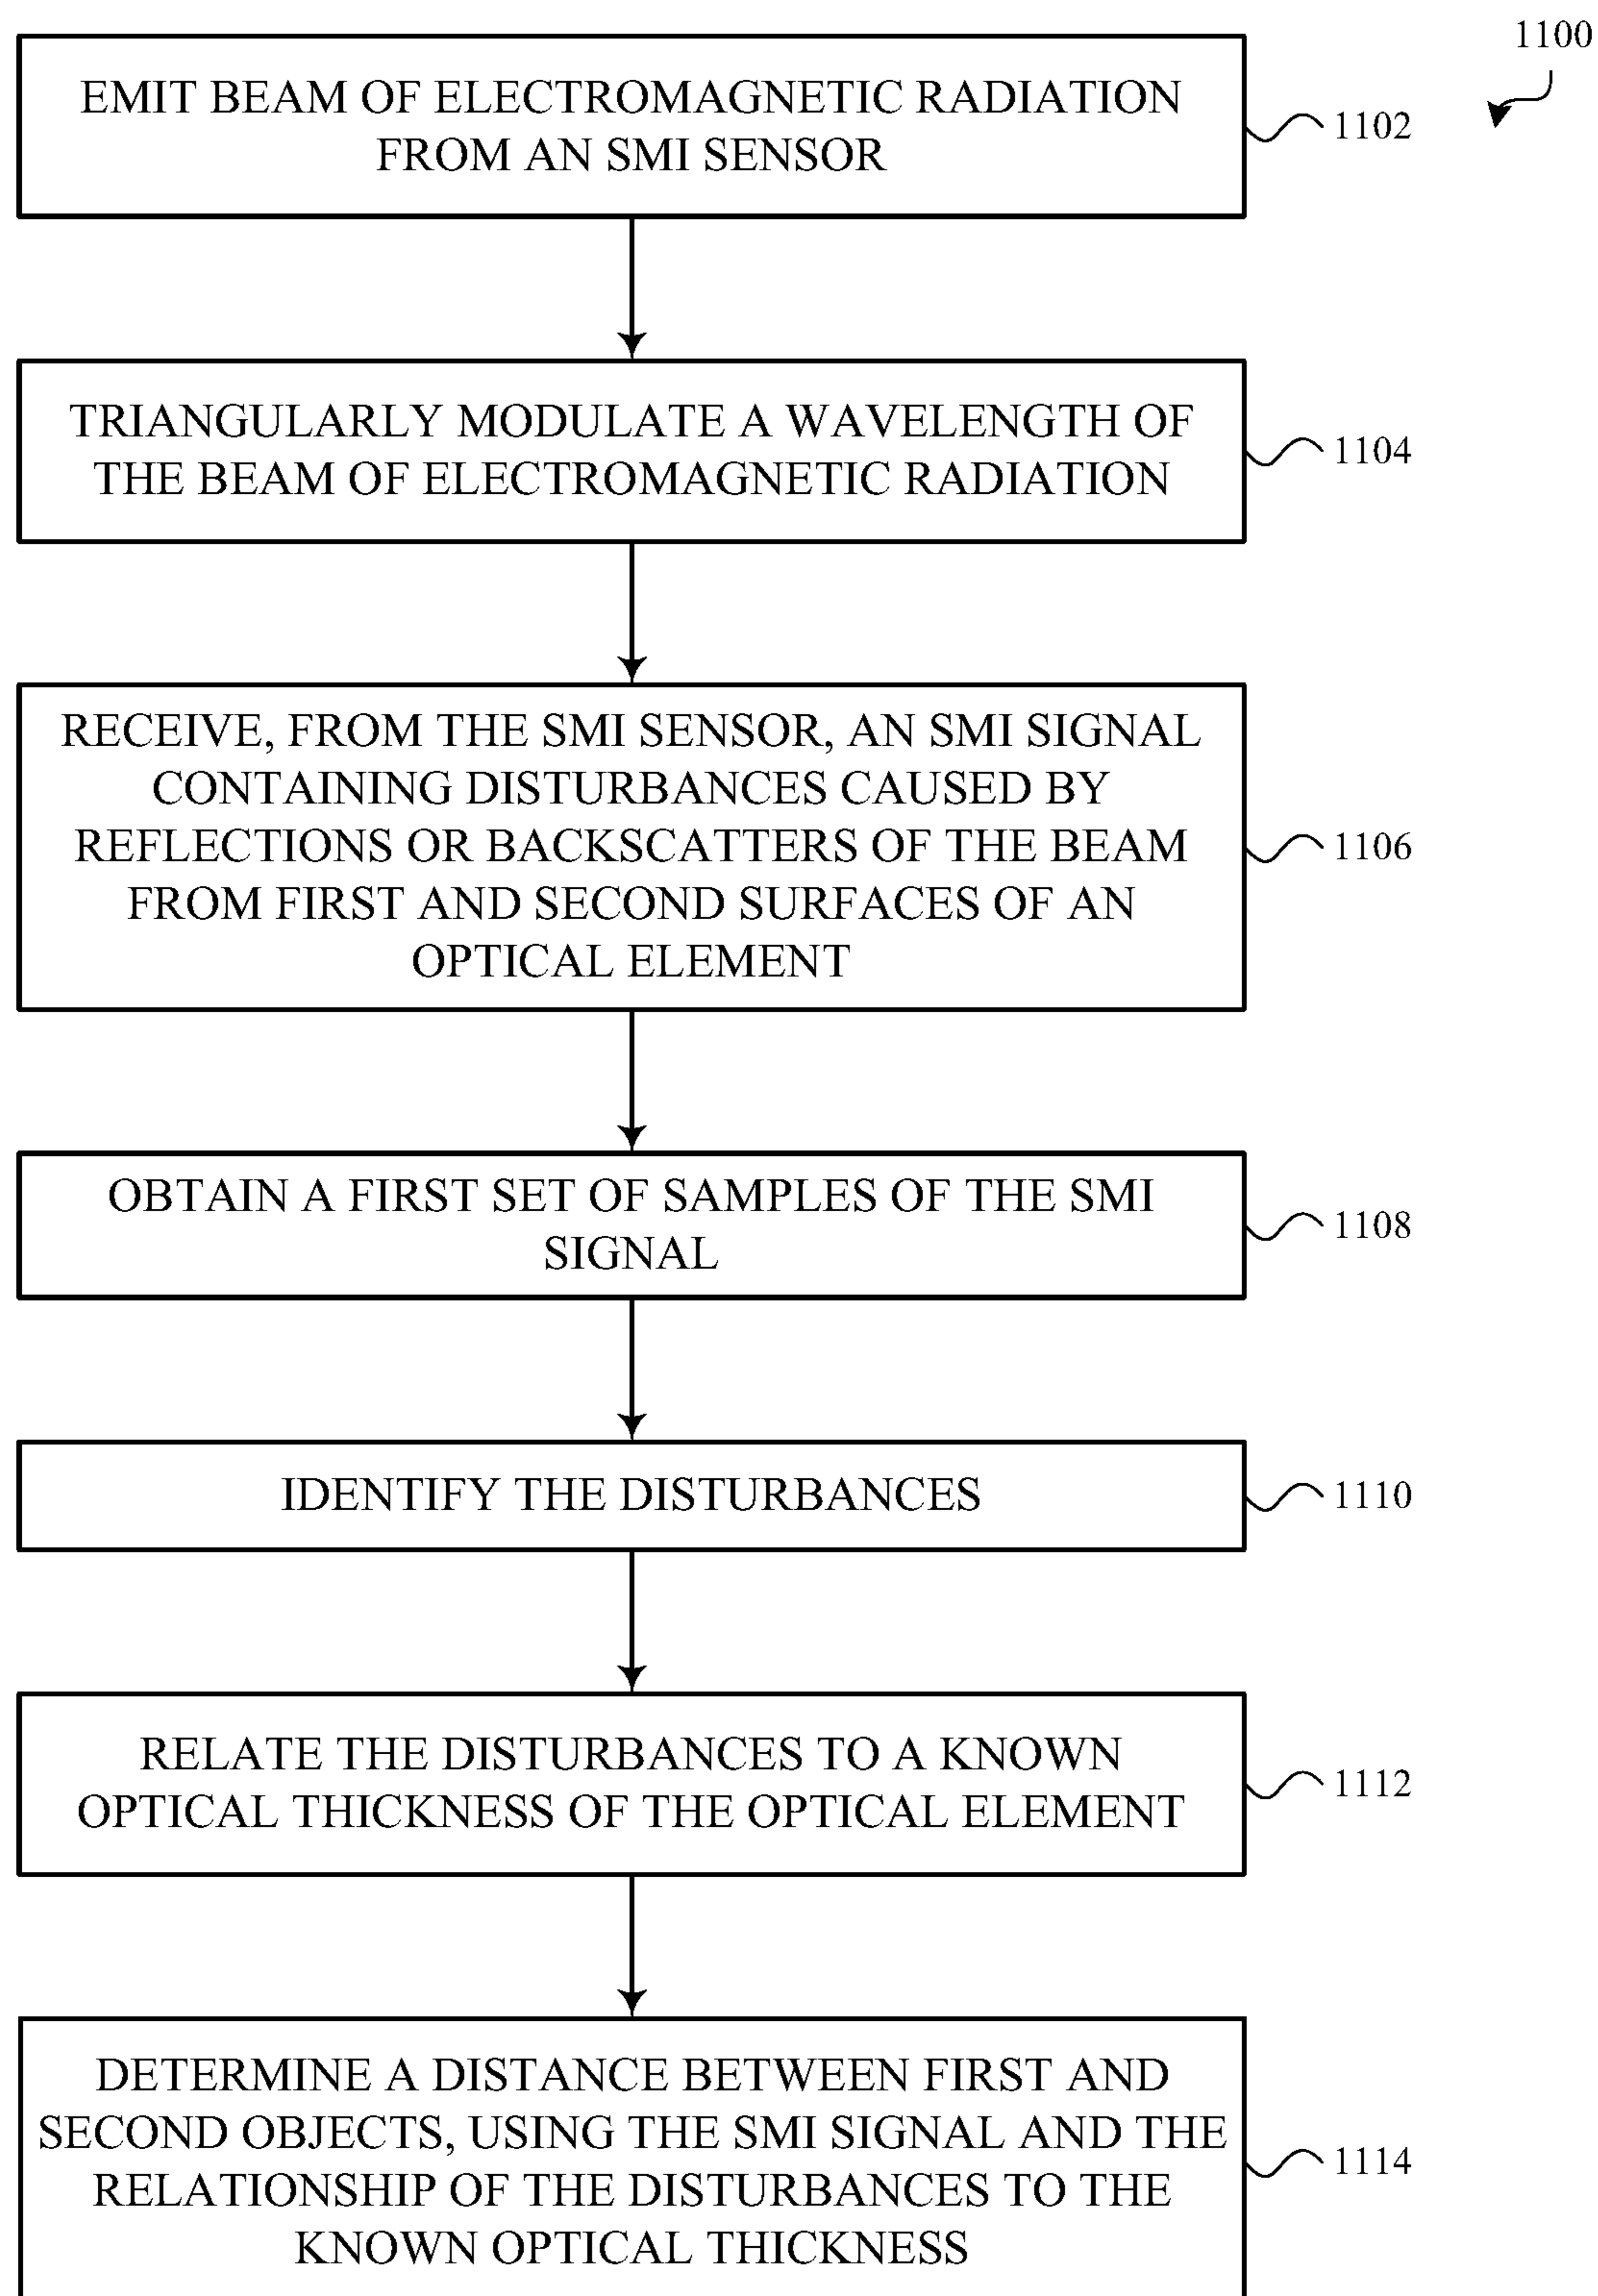 1100
EMIT BEAM OF ELECTROMAGNETIC RADIATION
FROM AN SMI SENSOR
1102
TRIANGULARLY MODULATE A WAVELENGTH OF
THE BEAM OF ELECTROMAGNETIC RADIATION
1104
RECEIVE, FROM THE SMI SENSOR, AN SMI SIGNAL
CONTAINING DISTURBANCES CAUSED BY
REFLECTIONS OR BACKSCATTERS OF THE BEAM
FROM FIRST AND SECOND SURFACES OF AN
OPTICAL ELEMENT
1106
OBTAIN A FIRST SET OF SAMPLES OF THE SMI
SIGNAL
1108
IDENTIFY THE DISTURBANCES
1110
RELATE THE DISTURBANCES TO A KNOWN
OPTICAL THICKNESS OF THE OPTICAL ELEMENT
1112
DETERMINE A DISTANCE BETWEEN FIRST AND
SECOND OBJECTS, USING THE SMI SIGNAL AND THE
RELATIONSHIP OF THE DISTURBANCES TO THE
KNOWN OPTICAL THICKNESS
1114